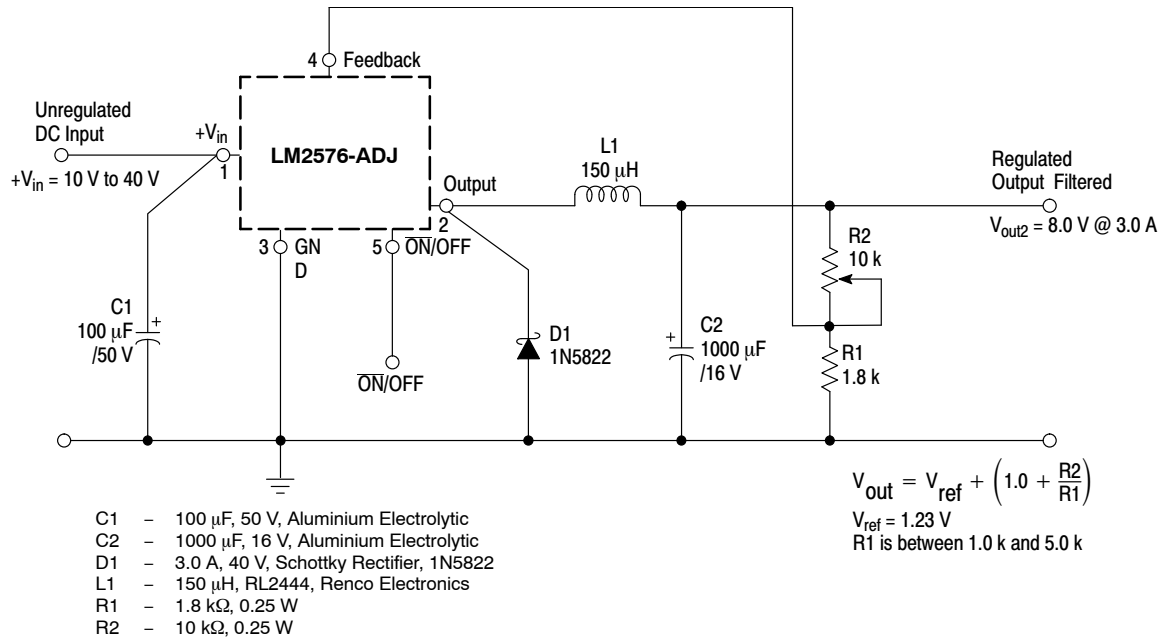 4 Feedback
Unregulated
DC Input
+Vin
1
LM2576-ADJ
+Vin = 10 V to 40 V
Output
2
L1
150 μH
Regulated
Output Filtered
Vout2 = 8.0 V @ 3.0 A
3 GN
D
5 ON/OFF
R2
10 k
C1
100 μF
/50 V
+
ON/OFF
D1
1N5822
+
C2
1000 μF
/16 V
R1
1.8 k
Vout = Vref + (1.0 + R2/R1)
Vref = 1.23 V
R1 is between 1.0 k and 5.0 k
C1 – 100 μF, 50 V, Aluminium Electrolytic
C2 – 1000 μF, 16 V, Aluminium Electrolytic
D1 – 3.0 A, 40 V, Schottky Rectifier, 1N5822
L1 – 150 μH, RL2444, Renco Electronics
R1 – 1.8 kΩ, 0.25 W
R2 – 10 kΩ, 0.25 W